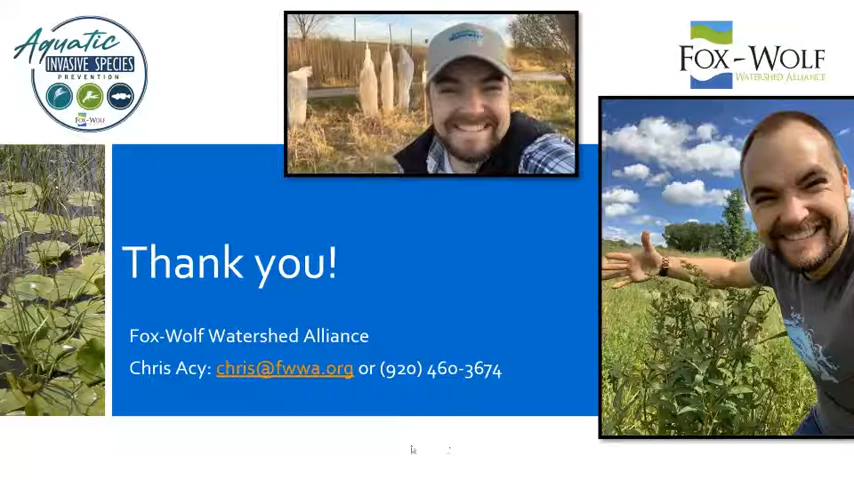 Aquatic
INVASIVE SPECIES
PREVENTION
FOX-WOLF
FOX-WOLF
WATERSHED ALLIANCE
Thank you!
Fox-Wolf Watershed Alliance
Chris Acy: chris@fwwa.org or (920) 460-3674